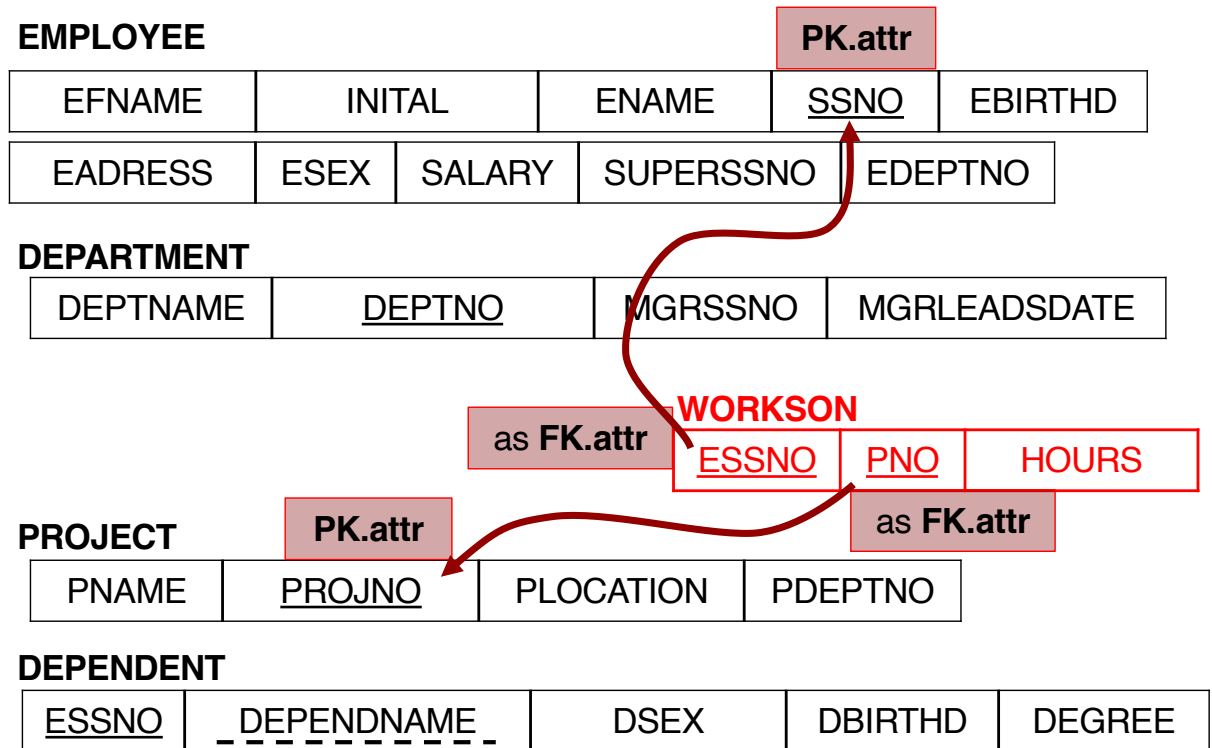 EMPLOYEE PK.attr
EFNAME INITAL ENAME SSNO EBIRTHD
EADRESS ESEX SALARY SUPERSSNO EDEPTNO
DEPARTMENT
DEPTNAME DEPTNO MGRSSNO MGRLEADSDATE
WORKSON
as FK.attr
ESSNO PNO HOURS
as FK.attr
PROJECT PK.attr
PNAME PROJNO PLOCATION PDEPTNO
DEPENDENT
ESSNO DEPENDNAME DSEX DBIRTHD DEGREE